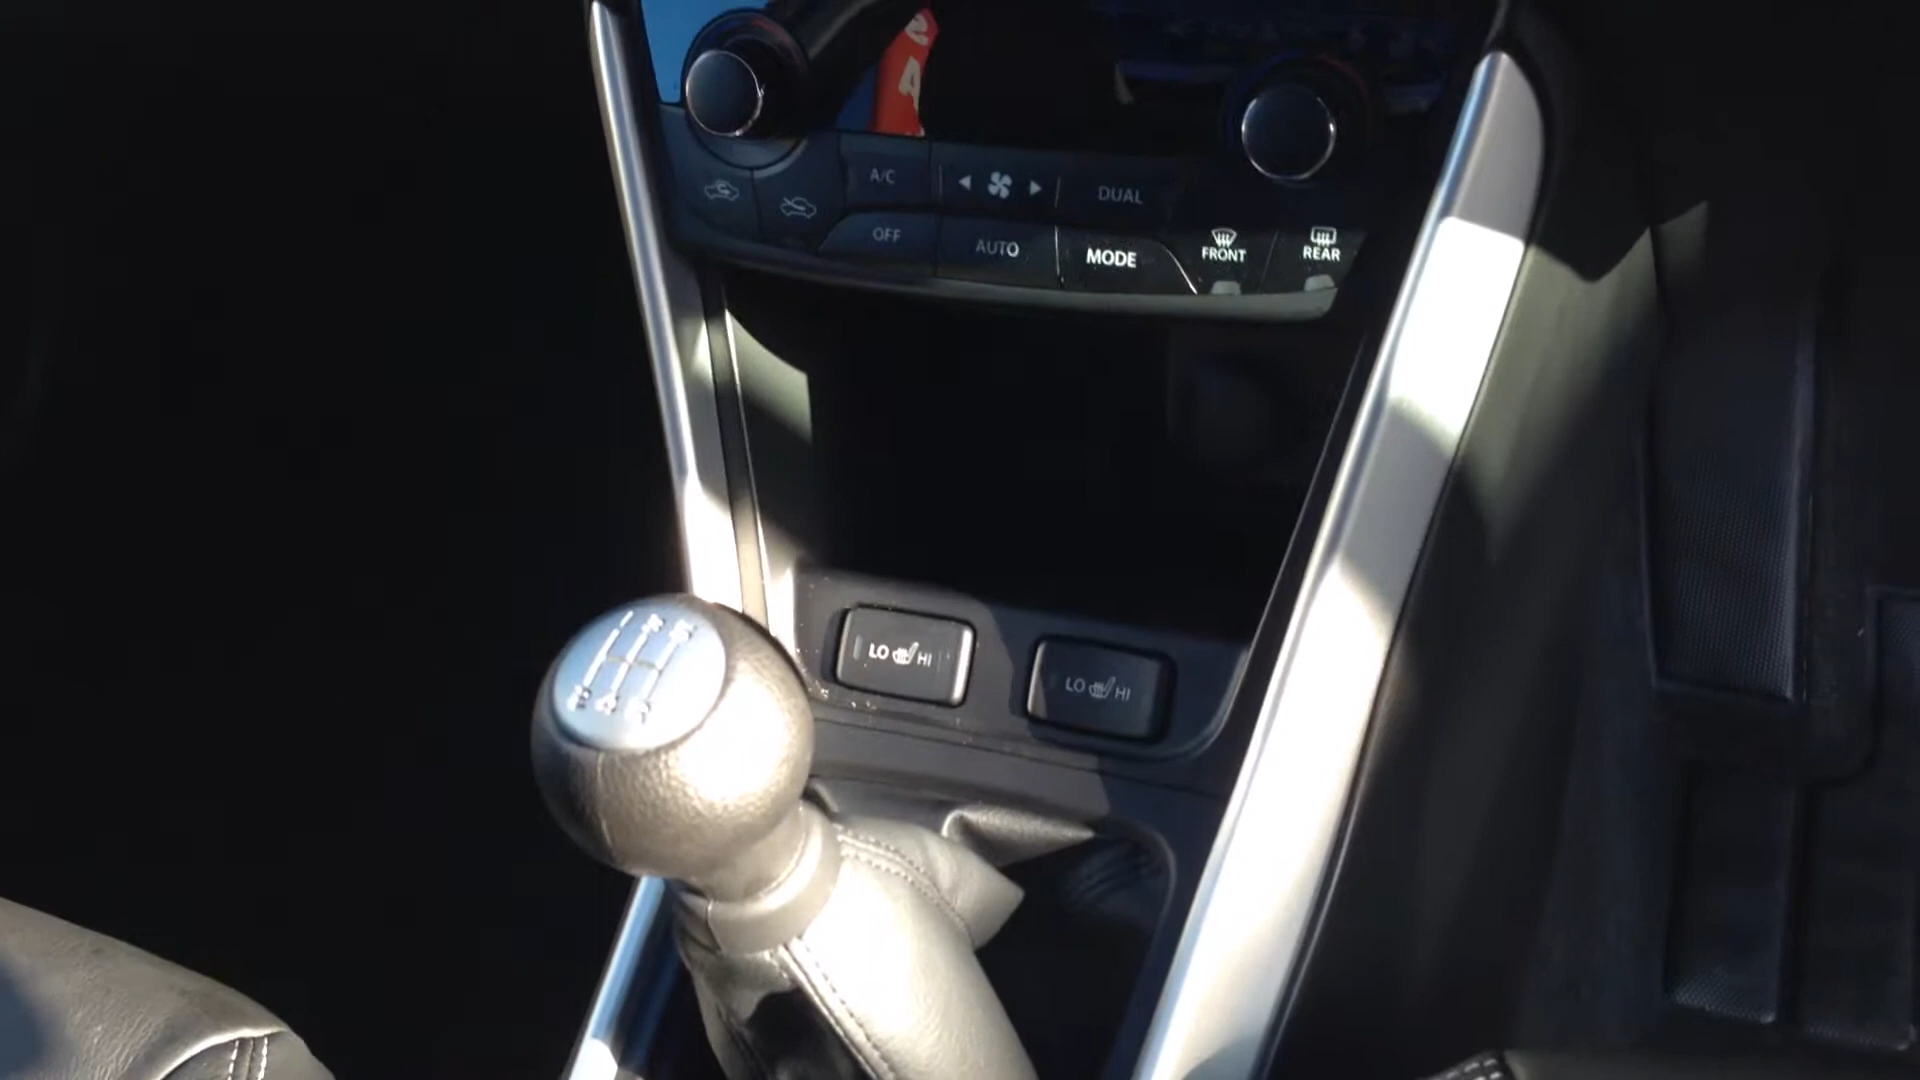 A/C
DUAL
OFF
AUTO
MODE
FRONT
REAR
LO HI
LO HI